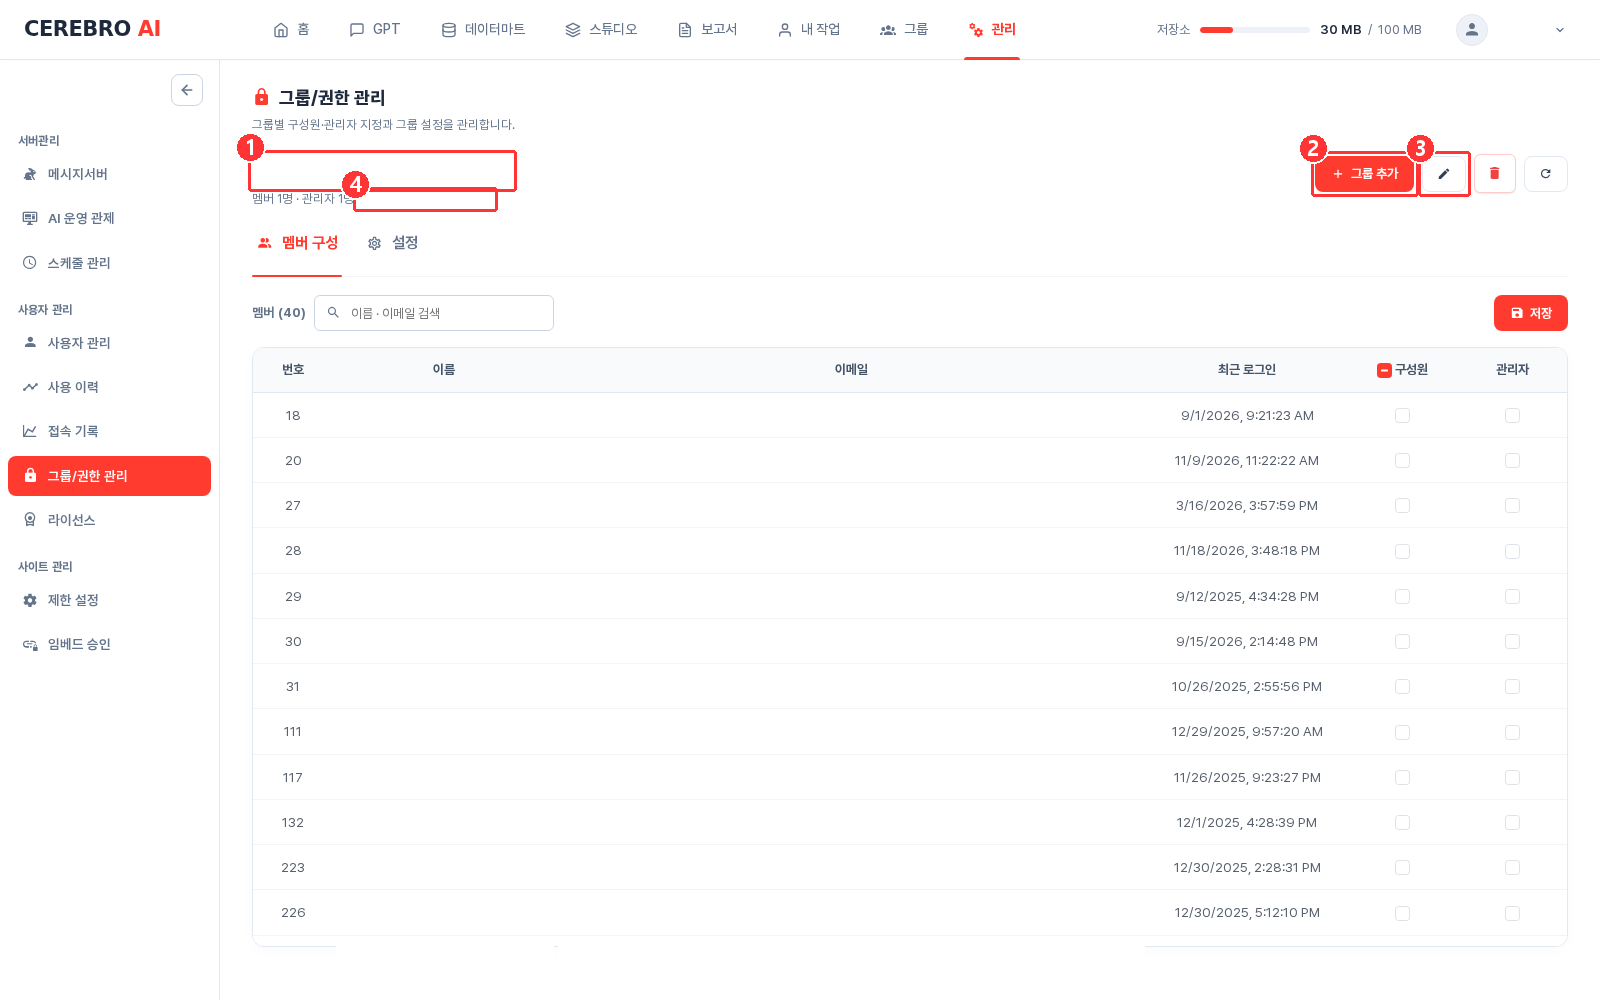 CEREBRO AI
홈
GPT
데이터마트
스튜디오
보고서
내 작업
그룹
관리
저장소 30 MB / 100 MB
서버관리
메시지서버
AI 운영 관제
스케줄 관리
사용자 관리
사용자 관리
사용 이력
접속 기록
그룹/권한 관리
라이선스
사이트 관리
제한 설정
임베드 승인
그룹/권한 관리
그룹별 구성원·관리자 지정과 그룹 설정을 관리합니다.
1
2
+ 그룹 추가
3
4
멤버 1명 · 관리자 1명
멤버 구성
설정
멤버 (40)
이름 · 이메일 검색
저장
번호 이름 이메일 최근 로그인 구성원 관리자
18 9/1/2026, 9:21:23 AM
20 11/9/2026, 11:22:22 AM
27 3/16/2026, 3:57:59 PM
28 11/18/2026, 3:48:18 PM
29 9/12/2025, 4:34:28 PM
30 9/15/2026, 2:14:48 PM
31 10/26/2025, 2:55:56 PM
111 12/29/2025, 9:57:20 AM
117 11/26/2025, 9:23:27 PM
132 12/1/2025, 4:28:39 PM
223 12/30/2025, 2:28:31 PM
226 12/30/2025, 5:12:10 PM